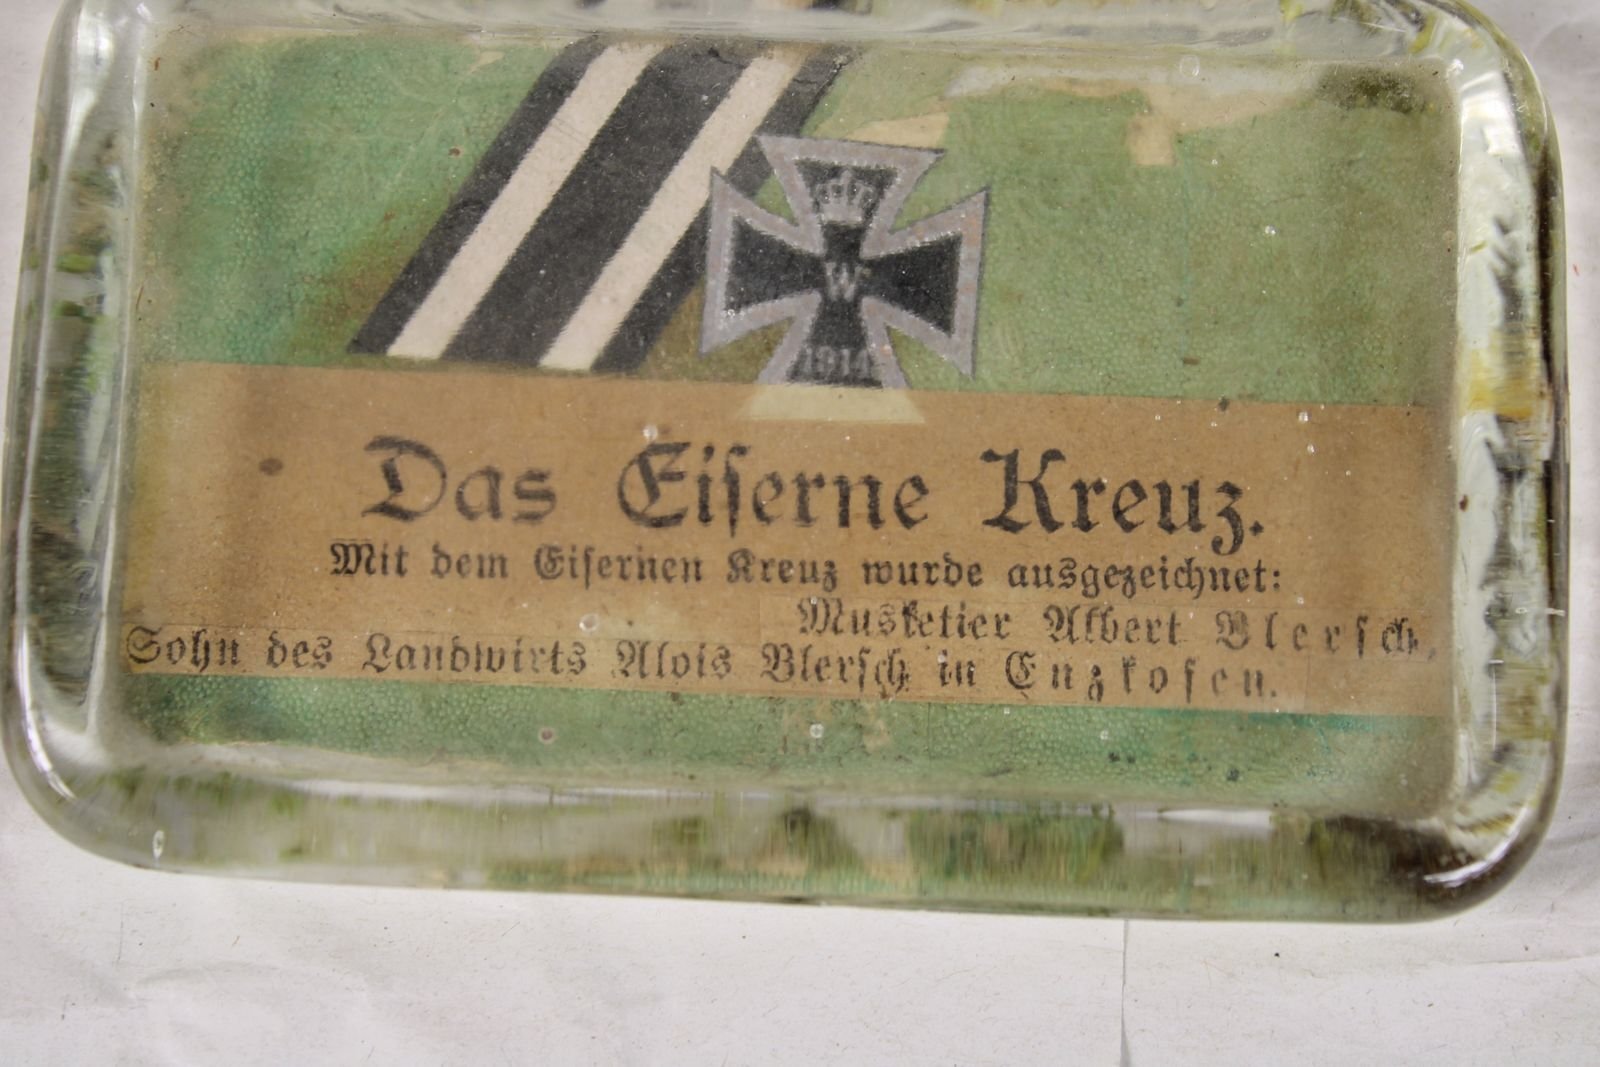 W
1914
Das Eiſerne Kreuz.
Mit dem Eiſernen Kreuz wurde ausgezeichnet:
Musketier Albert Blerſch,
Sohn des Landwirts Alois Blerſch in Enzkofen.